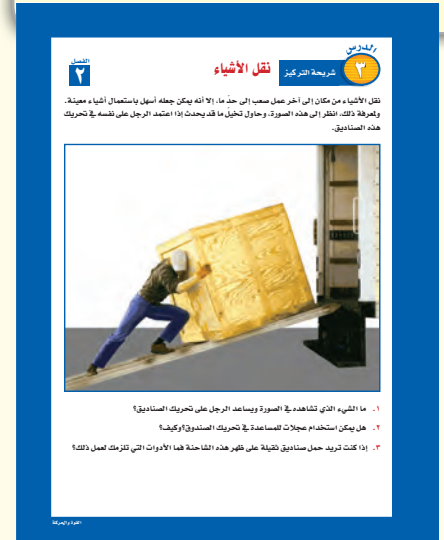 الدرس
٣
شريحة التركيز
نقل الأشياء
الفصل
٢
نقل الأشياء من مكان إلى آخر عمل صعب إلى حدّ ما، إلا أنه يمكن جعله أسهل باستعمال أشياء معينة.
ولمعرفة ذلك، انظر إلى هذه الصورة، وحاول تخيّل ما قد يحدث إذا اعتمد الرجل على نفسه في تحريك
هذه الصناديق.
١. ما الشيء الذي تشاهده في الصورة ويساعد الرجل على تحريك الصناديق؟
٢. هل يمكن استخدام عجلات للمساعدة في تحريك الصندوق؟وكيف؟
٣. إذا كنت تريد حمل صناديق ثقيلة على ظهر هذه الشاحنة فما الأدوات التي تلزمك لعمل ذلك؟
القوة والحركة